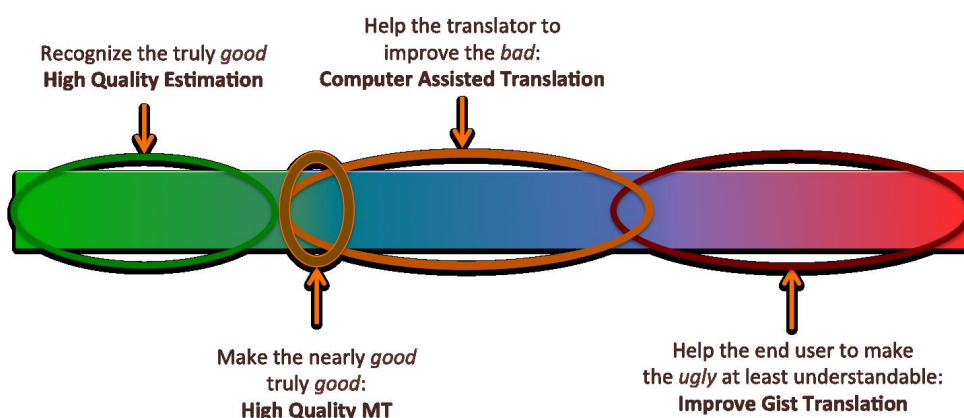 Recognize the truly good
High Quality Estimation
Help the translator to
improve the bad:
Computer Assisted Translation
Make the nearly good
truly good:
High Quality MT
Help the end user to make
the ugly at least understandable:
Improve Gist Translation